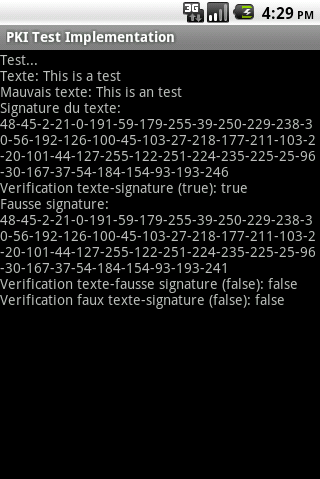 3G 4:29 PM
PKI Test Implementation
Test...
Texte: This is a test
Mauvais texte: This is an test
Signature du texte:
48-45-2-21-0-191-59-179-255-39-250-229-238-3
0-56-192-126-100-45-103-27-218-177-211-103-2
-20-101-44-127-255-122-251-224-235-225-25-96
-30-167-37-54-184-154-93-193-246
Verification texte-signature (true): true
Fausse signature:
48-45-2-21-0-191-59-179-255-39-250-229-238-3
0-56-192-126-100-45-103-27-218-177-211-103-2
-20-101-44-127-255-122-251-224-235-225-25-96
-30-167-37-54-184-154-93-193-241
Verification texte-fausse signature (false): false
Verification faux texte-signature (false): false